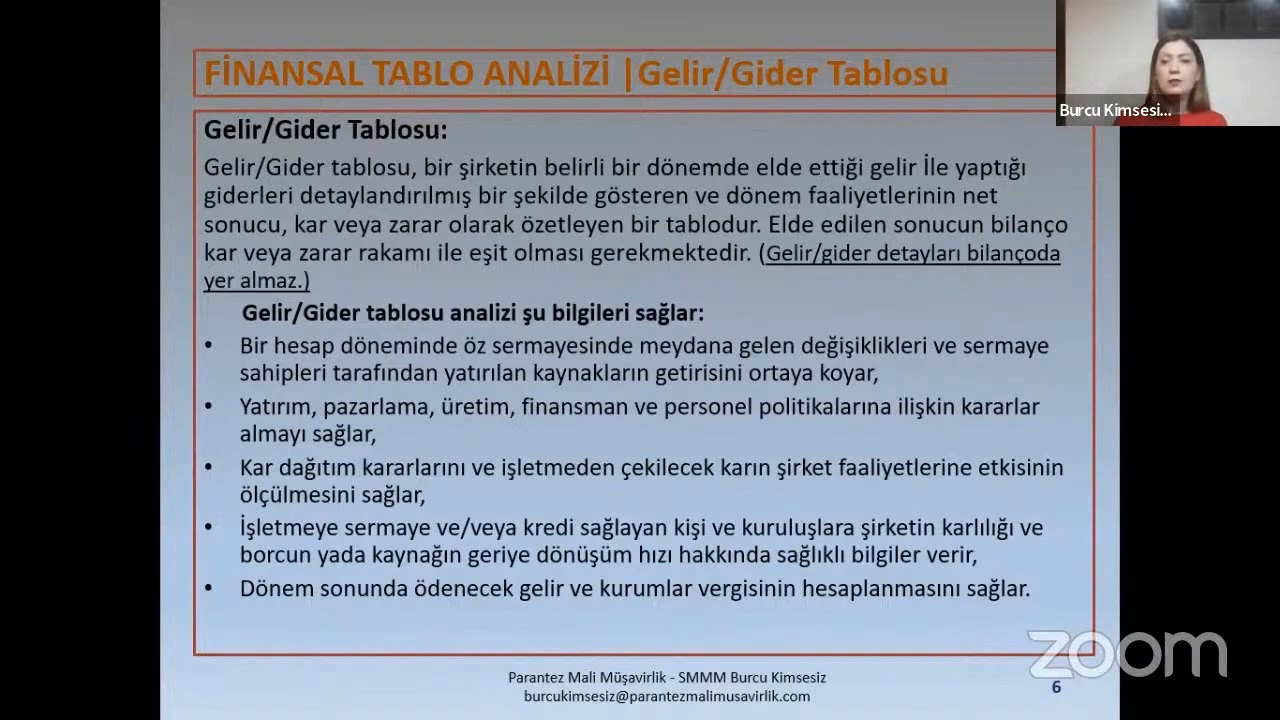 FİNANSAL TABLO ANALİZİ |Gelir/Gider Tablosu
Burcu Kimsesi...
Gelir/Gider Tablosu:
Gelir/Gider tablosu, bir şirketin belirli bir dönemde elde ettiği gelir İle yaptığı
giderleri detaylandırılmış bir şekilde gösteren ve dönem faaliyetlerinin net
sonucu, kar veya zarar olarak özetleyen bir tablodur. Elde edilen sonucun bilanço
kar veya zarar rakamı ile eşit olması gerekmektedir. (Gelir/gider detayları bilançoda
yer almaz.)
Gelir/Gider tablosu analizi şu bilgileri sağlar:
• Bir hesap döneminde öz sermayesinde meydana gelen değişiklikleri ve sermaye
sahipleri tarafından yatırılan kaynakların getirisini ortaya koyar,
• Yatırım, pazarlama, üretim, finansman ve personel politikalarına ilişkin kararlar
almayı sağlar,
• Kar dağıtım kararlarını ve işletmeden çekilecek karın şirket faaliyetlerine etkisinin
ölçülmesini sağlar,
• İşletmeye sermaye ve/veya kredi sağlayan kişi ve kuruluşlara şirketin karlılığı ve
borcun yada kaynağın geriye dönüşüm hızı hakkında sağlıklı bilgiler verir,
• Dönem sonunda ödenecek gelir ve kurumlar vergisinin hesaplanmasını sağlar.
zoom
Parantez Mali Müşavirlik - SMMM Burcu Kimsesiz
burcukimsesiz@parantezmalimusavirlik.com
6